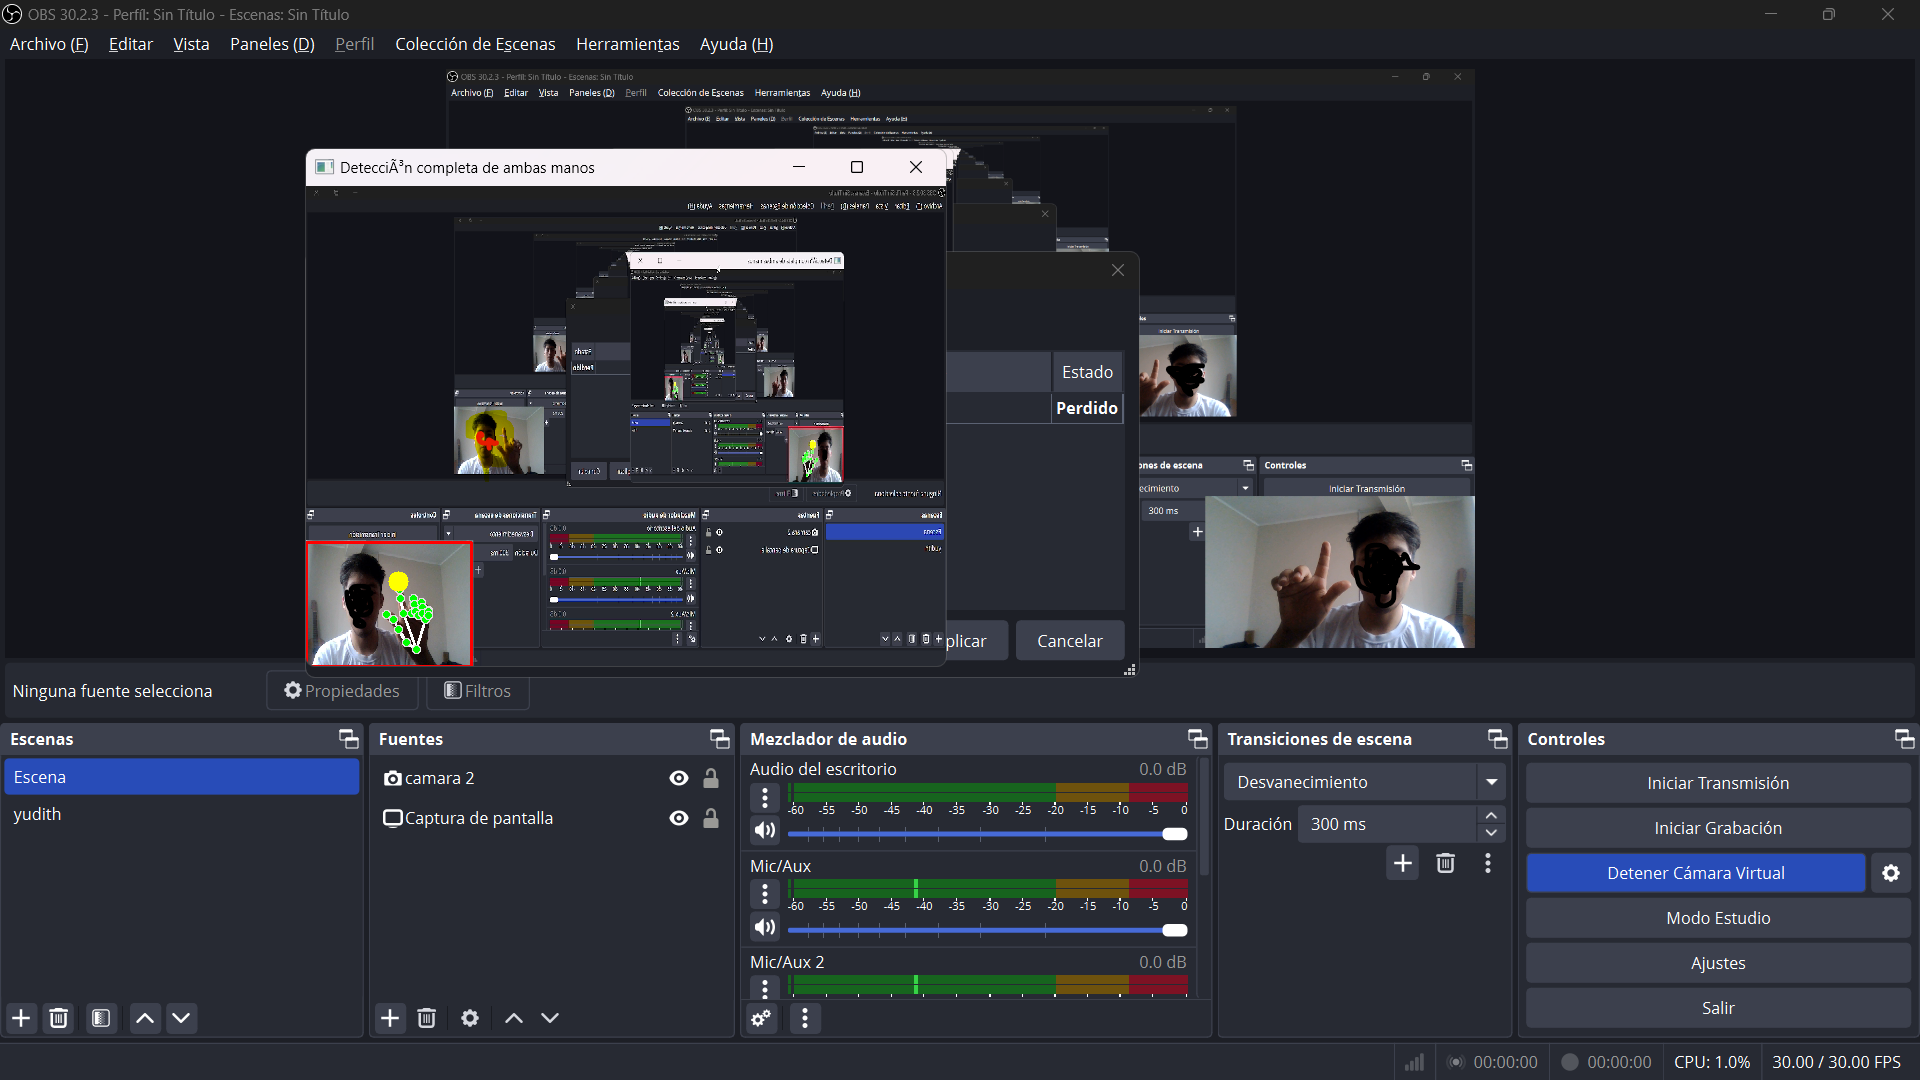 OBS 30.2.3 - Perfil: Sin Título - Escenas: Sin Título
Archivo (F) Editar Vista Paneles (D) Perfil Colección de Escenas Herramientas Ayuda (H)
OBS 30.2.3 - Perfil: Sin Título - Escenas: Sin Título
Archivo (F) Editar Vista Paneles (D) Perfil Colección de Escenas Herramientas Ayuda (H)
DetecciÃ³n completa de ambas manos
Estado
Perdido
Iniciar Transmisión
nes de escena
Controles
ecimiento
Iniciar Transmisión
300 ms
plicar
Cancelar
Ninguna fuente selecciona
Propiedades
Filtros
Escenas
Escena
yudith
Fuentes
camara 2
Captura de pantalla
Mezclador de audio
Audio del escritorio 0.0 dB
-60 -55 -50 -45 -40 -35 -30 -25 -20 -15 -10 -5 0
Mic/Aux 0.0 dB
-60 -55 -50 -45 -40 -35 -30 -25 -20 -15 -10 -5 0
Mic/Aux 2 0.0 dB
Transiciones de escena
Desvanecimiento
Duración 300 ms
Controles
Iniciar Transmisión
Iniciar Grabación
Detener Cámara Virtual
Modo Estudio
Ajustes
Salir
00:00:00 00:00:00 CPU: 1.0% 30.00 / 30.00 FPS